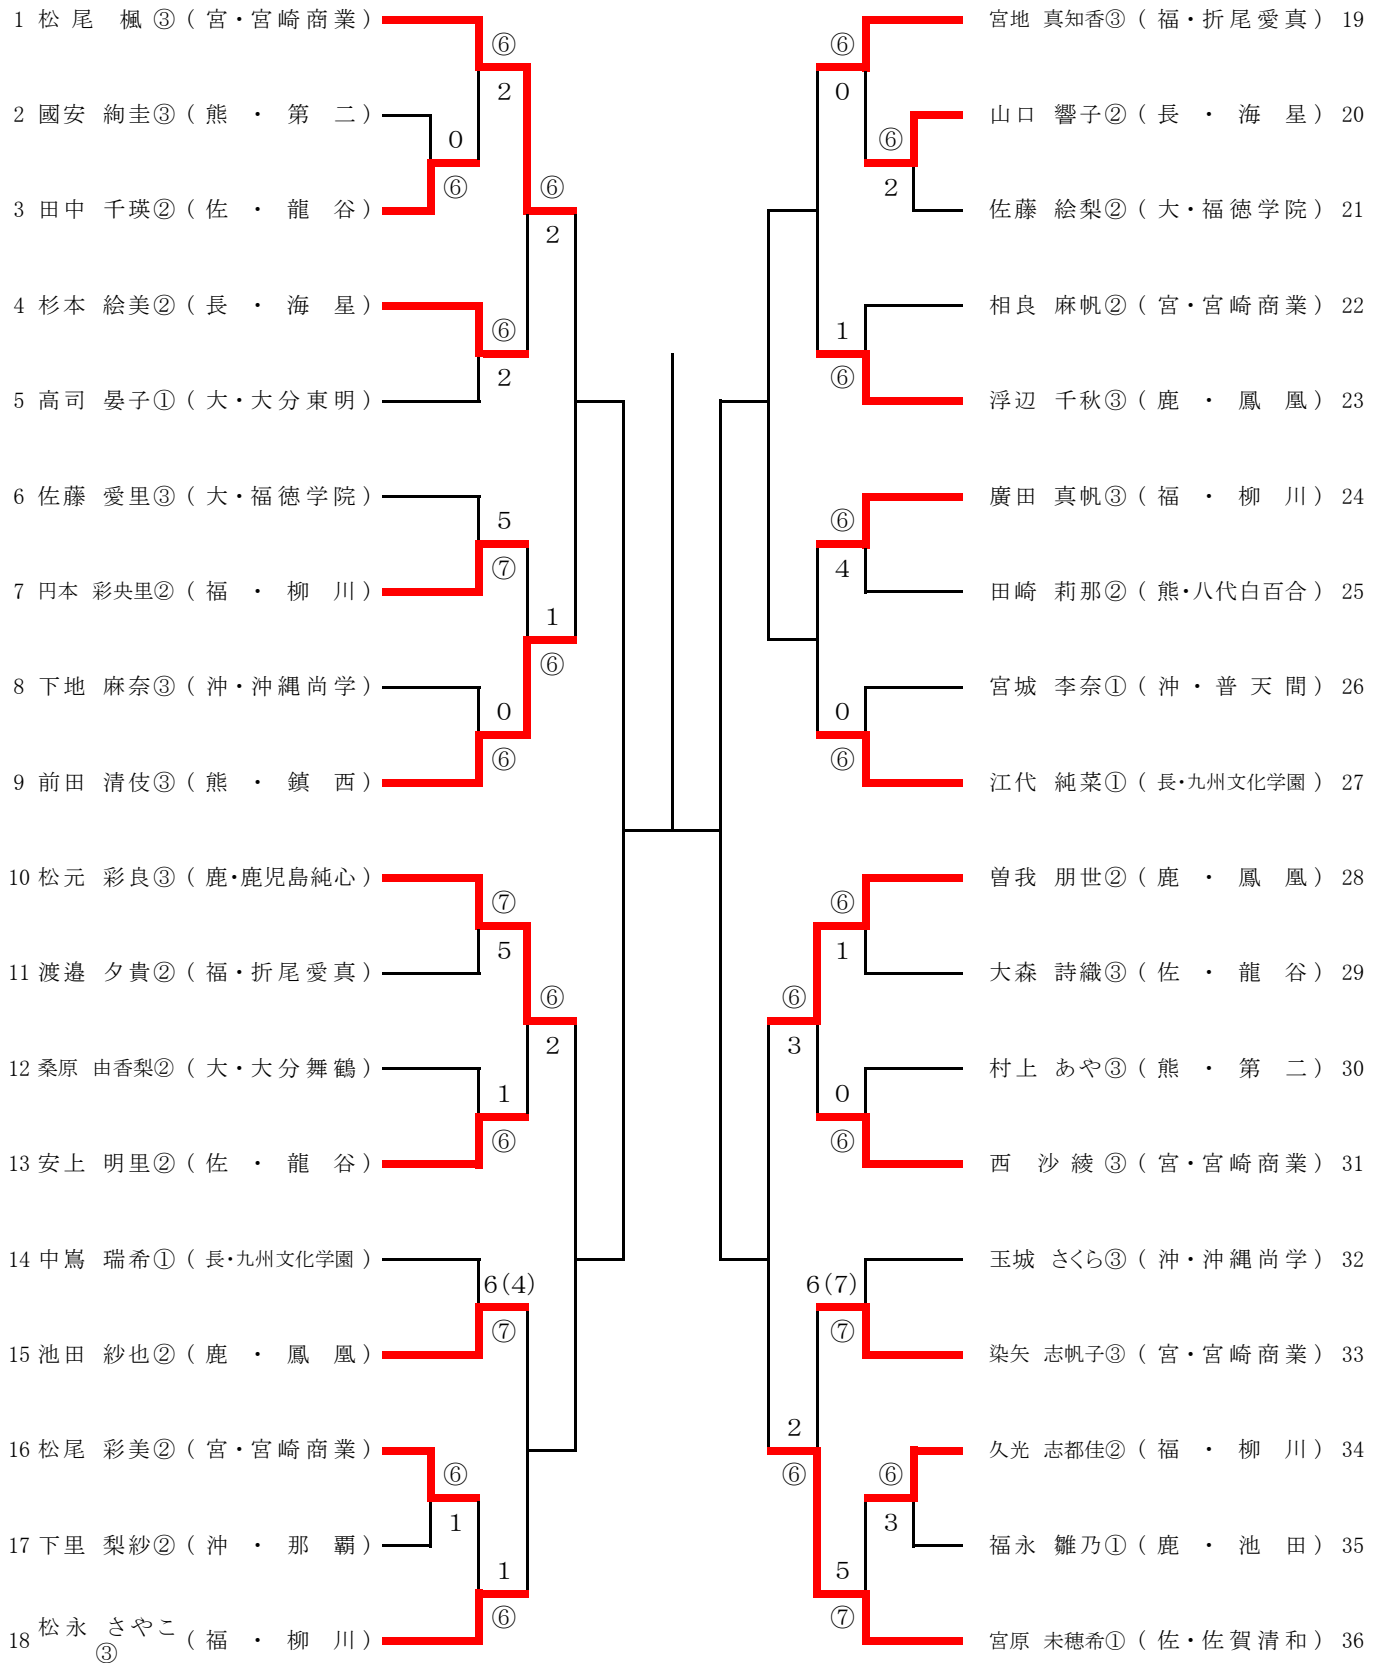 1 松尾 楓③(宮・宮崎商業)
⑥
2
2 國安 絢圭③(熊・第二)
0
⑥
3 田中 千瑛②(佐・龍谷)
⑥
2
4 杉本 絵美②(長・海星)
⑥
2
5 高司 晏子①(大・大分東明)
6 佐藤 愛里③(大・福徳学院)
5
⑦
7 円本 彩央里②(福・柳川)
1
⑥
8 下地 麻奈③(沖・沖縄尚学)
0
⑥
9 前田 清伎③(熊・鎮西)
10 松元 彩良③(鹿・鹿児島純心)
⑦
5
11 渡邉 夕貴②(福・折尾愛真)
⑥
2
12 桑原 由香梨②(大・大分舞鶴)
1
⑥
13 安上 明里②(佐・龍谷)
14 中嶌 瑞希①(長・九州文化学園)
6(4)
⑦
15 池田 紗也②(鹿・鳳凰)
16 松尾 彩美②(宮・宮崎商業)
⑥
1
17 下里 梨紗②(沖・那覇)
1
⑥
18 松永 さやこ③(福・柳川)
宮地 真知香③(福・折尾愛真) 19
⑥
0
山口 響子②(長・海星) 20
⑥
2
佐藤 絵梨②(大・福徳学院) 21
相良 麻帆②(宮・宮崎商業) 22
1
⑥
浮辺 千秋③(鹿・鳳凰) 23
廣田 真帆③(福・柳川) 24
⑥
4
田崎 莉那②(熊・八代白百合) 25
宮城 李奈①(沖・普天間) 26
0
⑥
江代 純菜①(長・九州文化学園) 27
曽我 朋世②(鹿・鳳凰) 28
⑥
1
大森 詩織③(佐・龍谷) 29
⑥
3
村上 あや③(熊・第二) 30
0
⑥
西 沙綾③(宮・宮崎商業) 31
玉城 さくら③(沖・沖縄尚学) 32
6(7)
⑦
染矢 志帆子③(宮・宮崎商業) 33
2
⑥
久光 志都佳②(福・柳川) 34
⑥
3
福永 雛乃①(鹿・池田) 35
5
⑦
宮原 未穂希①(佐・佐賀清和) 36